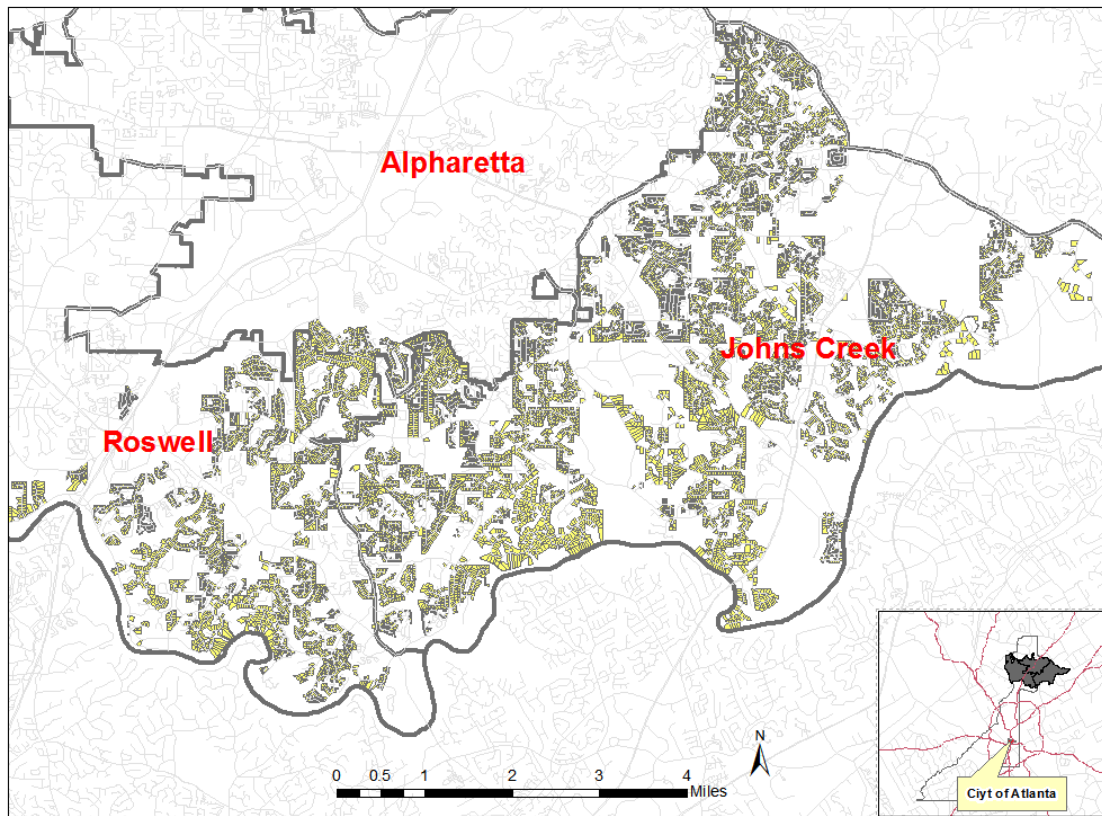 Alpharetta
Johns Creek
Roswell
N
0 0.5 1 2 3 4
Miles
Ciyt of Atlanta